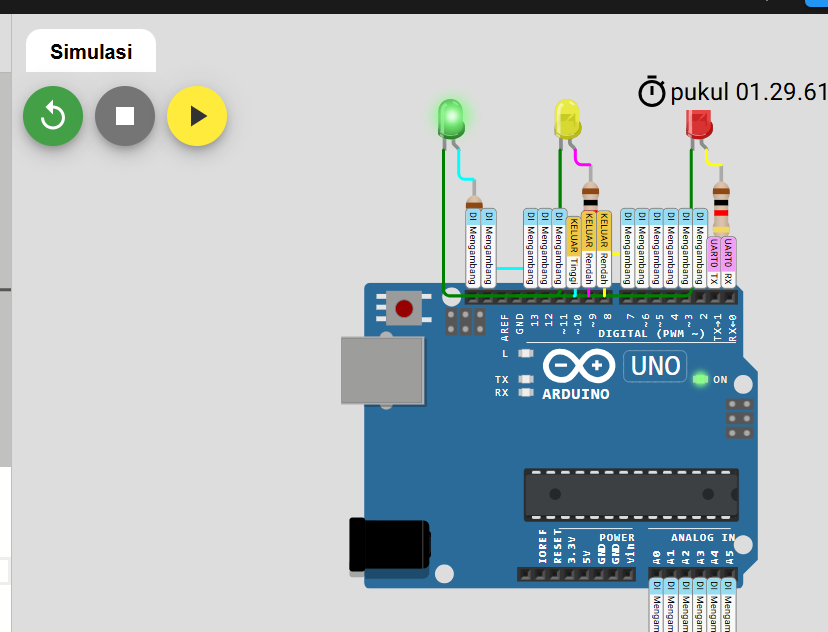 Simulasi
pukul 01.29.61
DI Mengambang
DI Mengambang
DI Mengambang
DI Mengambang
DI Mengambang
KELUAR Tinggi
KELUAR Rendah
KELUAR Rendah
DI Mengambang
DI Mengambang
DI Mengambang
DI Mengambang
DI Mengambang
DI Mengambang
UART0 TX
UART0 RX
AREF
GND
13
12
~11
~10
~9
8
7
~6
~5
4
~3
2
TX→1
RX←0
DIGITAL (PWM ~)
L
TX
RX
UNO
ON
ARDUINO
POWER
ANALOG IN
IOREF
RESET
3.3V
5V
GND
GND
Vin
A0
A1
A2
A3
A4
A5
DI Mengam
DI Mengam
DI Mengam
DI Mengam
DI Mengam
DI Mengam